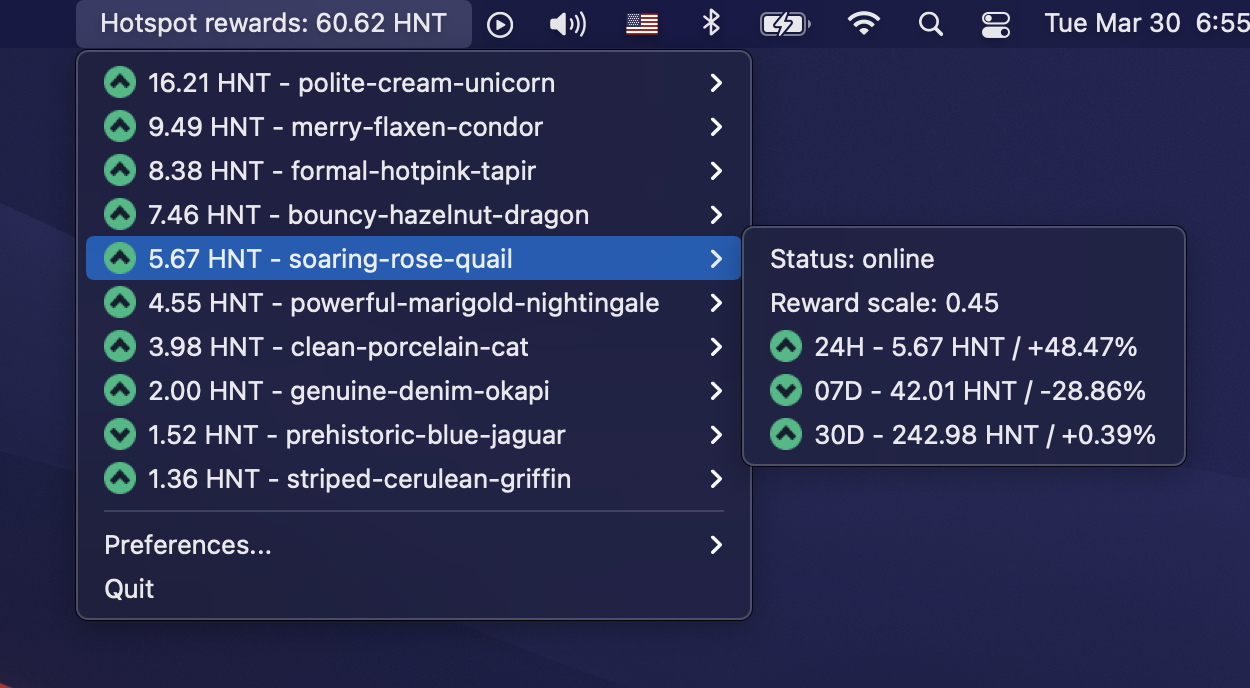 Hotspot rewards: 60.62 HNT Tue Mar 30 6:55
16.21 HNT - polite-cream-unicorn
9.49 HNT - merry-flaxen-condor
8.38 HNT - formal-hotpink-tapir
7.46 HNT - bouncy-hazelnut-dragon
5.67 HNT - soaring-rose-quail
4.55 HNT - powerful-marigold-nightingale
3.98 HNT - clean-porcelain-cat
2.00 HNT - genuine-denim-okapi
1.52 HNT - prehistoric-blue-jaguar
1.36 HNT - striped-cerulean-griffin
Preferences...
Quit
Status: online
Reward scale: 0.45
24H - 5.67 HNT / +48.47%
07D - 42.01 HNT / -28.86%
30D - 242.98 HNT / +0.39%